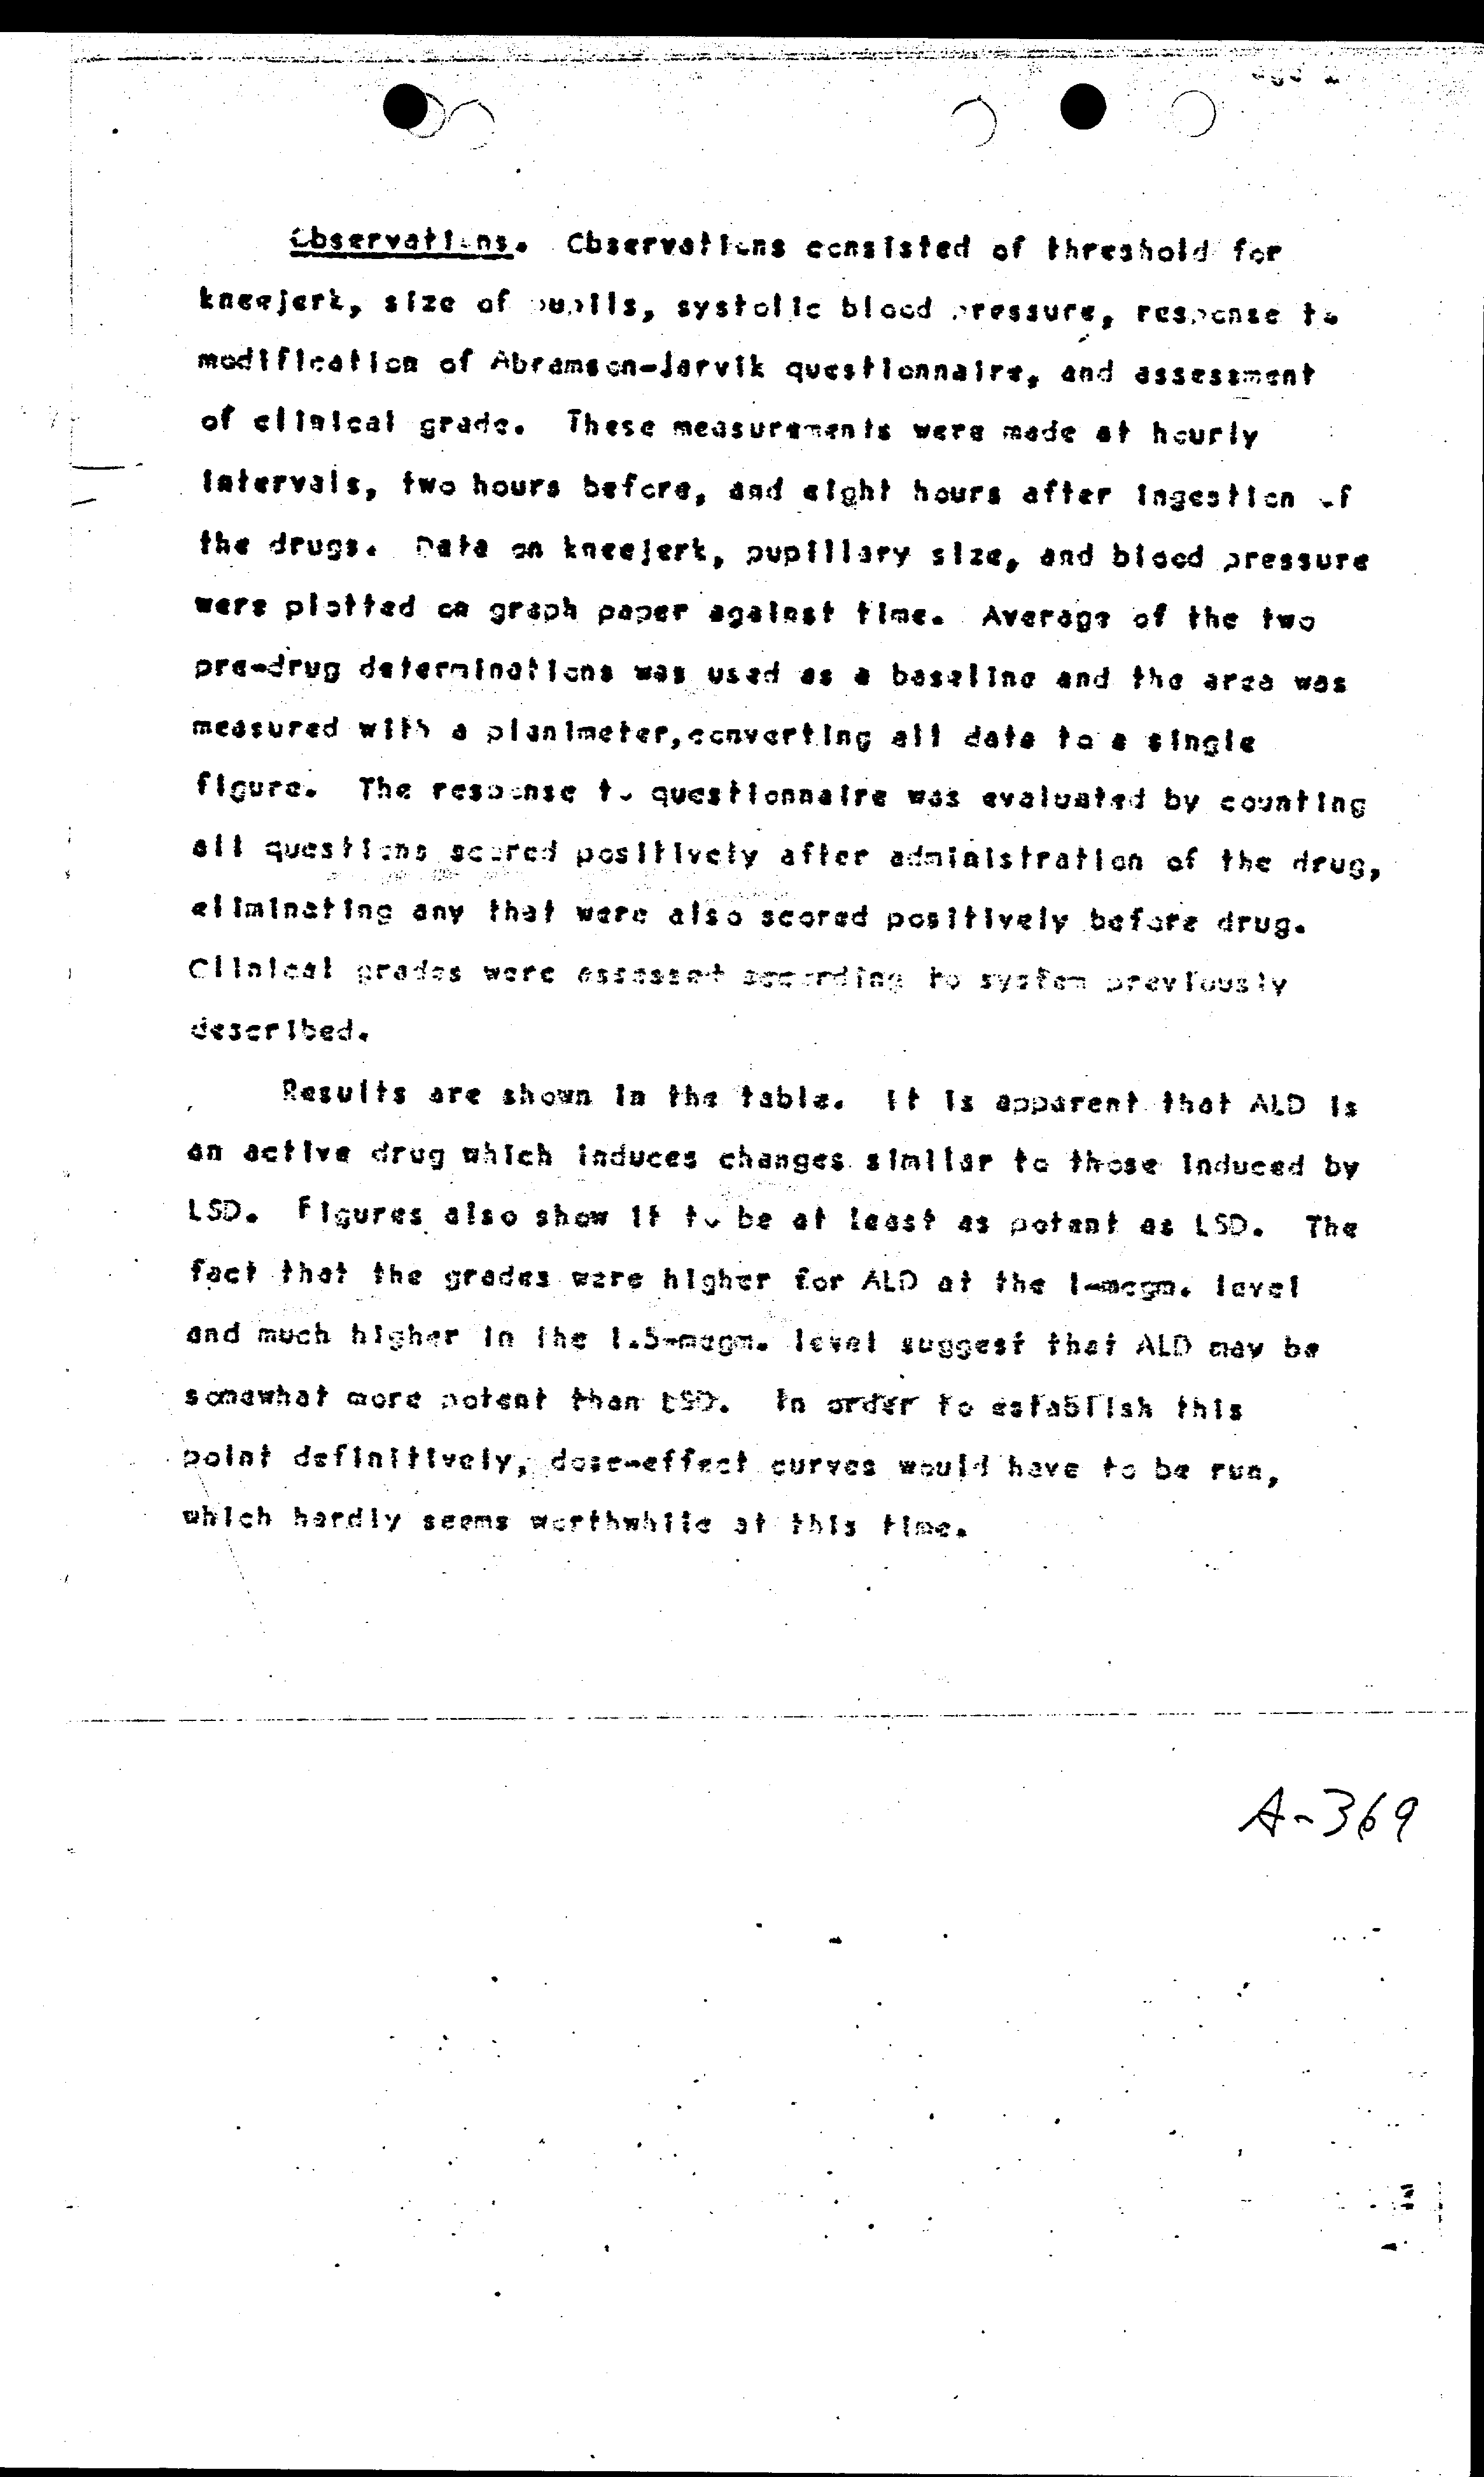 Observations. Observations consisted of threshold for
kneejerk, size of pupils, systolic blood pressure, response to
modification of Abramson-Jarvik questionnaire, and assessment
of clinical grade. These measurements were made at hourly
intervals, two hours before, and eight hours after ingestion of
the drugs. Data on kneejerk, pupillary size, and blood pressure
were plotted on graph paper against time. Average of the two
pre-drug determinations was used as a baseline and the area was
measured with a planimeter, converting all data to a single
figure. The response to questionnaire was evaluated by counting
all questions scored positively after administration of the drug,
eliminating any that were also scored positively before drug.
Clinical grades were assessed according to system previously
described.
Results are shown in the table. It is apparent that ALD is
an active drug which induces changes similar to those induced by
LSD. Figures also show it to be at least as potent as LSD. The
fact that the grades were higher for ALD at the 1-mcgm. level
and much higher in the 1.5-mcgm. level suggest that ALD may be
somewhat more potent than LSD. In order to establish this
point definitively, dose-effect curves would have to be run,
which hardly seems worthwhile at this time.
A-369